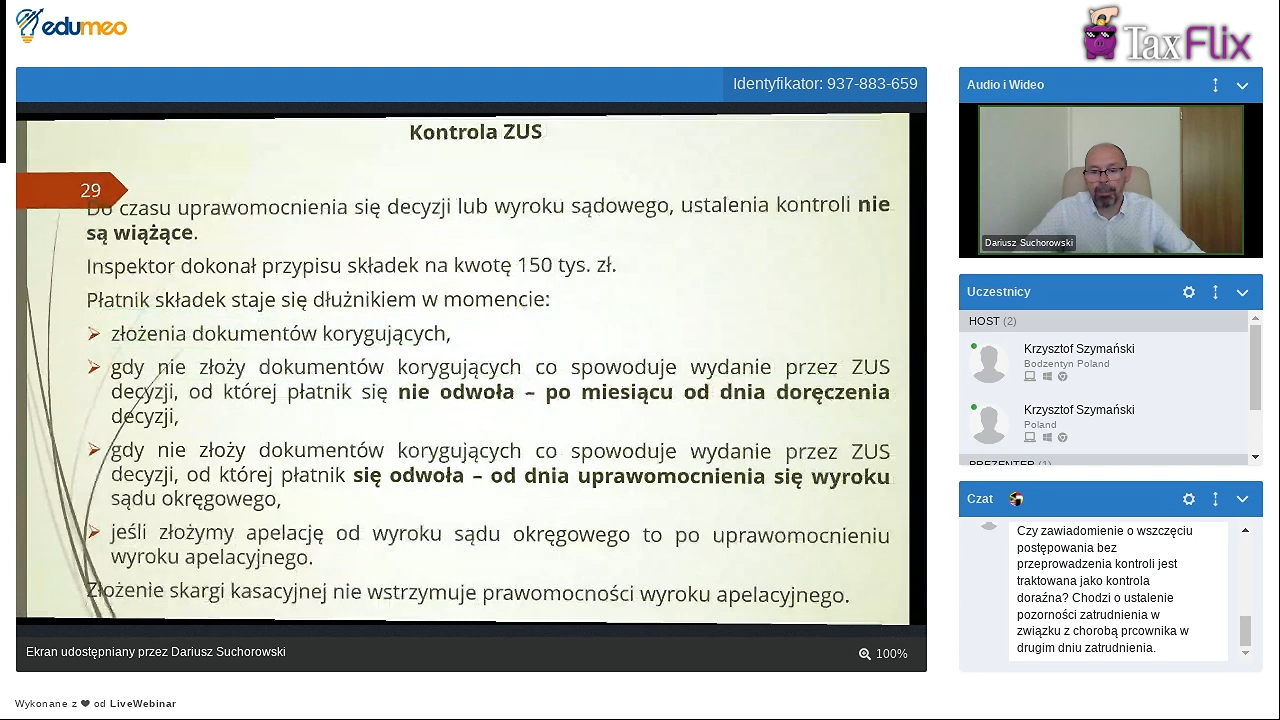 edumeo
TaxFlix
Identyfikator: 937-883-659
Kontrola ZUS
29
Do czasu uprawomocnienia się decyzji lub wyroku sądowego, ustalenia kontroli nie
są wiążące.
Inspektor dokonał przypisu składek na kwotę 150 tys. zł.
Płatnik składek staje się dłużnikiem w momencie:
złożenia dokumentów korygujących,
gdy nie złoży dokumentów korygujących co spowoduje wydanie przez ZUS
decyzji, od której płatnik się nie odwoła – po miesiącu od dnia doręczenia
decyzji,
gdy nie złoży dokumentów korygujących co spowoduje wydanie przez ZUS
decyzji, od której płatnik się odwoła – od dnia uprawomocnienia się wyroku
sądu okręgowego,
jeśli złożymy apelację od wyroku sądu okręgowego to po uprawomocnieniu
wyroku apelacyjnego.
Złożenie skargi kasacyjnej nie wstrzymuje prawomocności wyroku apelacyjnego.
Ekran udostępniany przez Dariusz Suchorowski
100%
Audio i Wideo
Dariusz Suchorowski
Uczestnicy
HOST (2)
Krzysztof Szymański
Bodzentyn Poland
Krzysztof Szymański
Poland
PREZENTER (1)
Czat
Czy zawiadomienie o wszczęciu
postępowania bez
przeprowadzenia kontroli jest
traktowana jako kontrola
doraźna? Chodzi o ustalenie
pozorności zatrudnienia w
związku z chorobą prcownika w
drugim dniu zatrudnienia.
Wykonane z ❤ od LiveWebinar